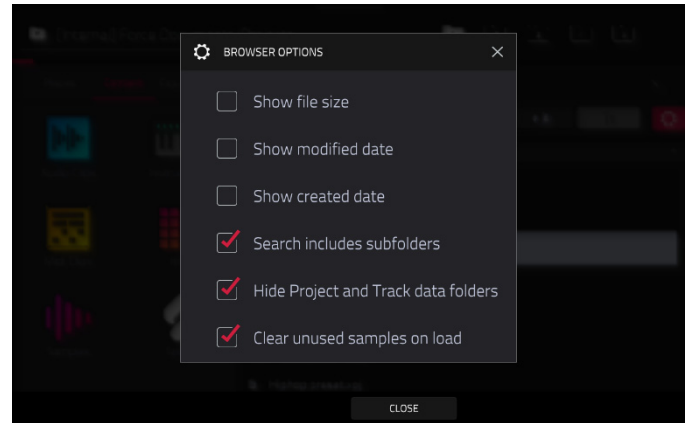 BROWSER OPTIONS
Show file size
Show modified date
Show created date
Search includes subfolders
Hide Project and Track data folders
Clear unused samples on load
CLOSE